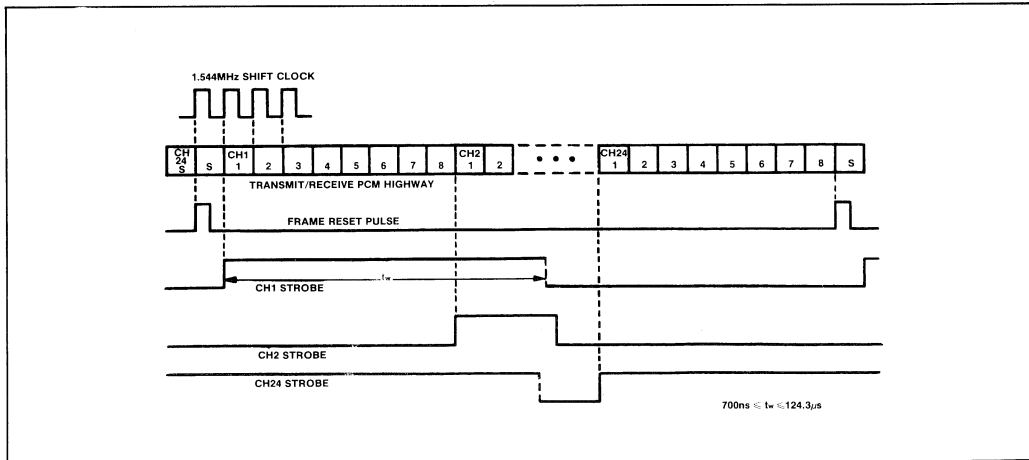 1.544MHz SHIFT CLOCK
CH 24 S S CH1 1 2 3 4 5 6 7 8 CH2 1 2 • • • CH24 1 2 3 4 5 6 7 8 S
TRANSMIT/RECEIVE PCM HIGHWAY
FRAME RESET PULSE
tw
CH1 STROBE
CH2 STROBE
CH24 STROBE
700ns ≤ tw ≤ 124.3μs